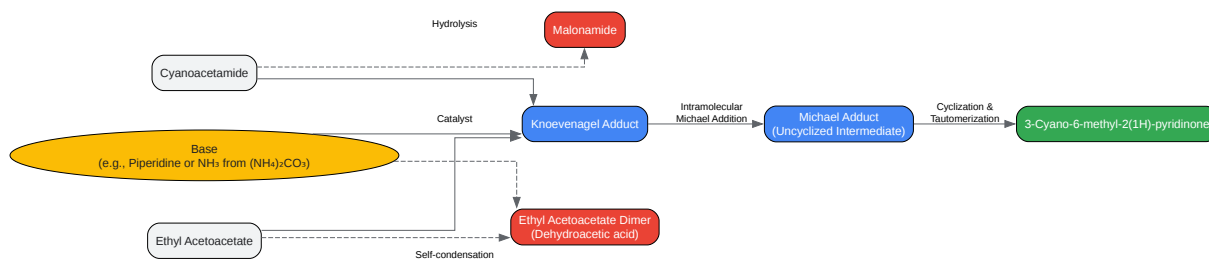 Hydrolysis
Malonamide
Cyanoacetamide
Catalyst
Knoevenagel Adduct
Intramolecular
Michael Addition
Michael Adduct
(Uncyclized Intermediate)
Cyclization &
Tautomerization
3-Cyano-6-methyl-2(1H)-pyridinone
Base
(e.g., Piperidine or NH₃ from (NH₄)₂CO₃)
Ethyl Acetoacetate
Ethyl Acetoacetate Dimer
(Dehydroacetic acid)
Self-condensation